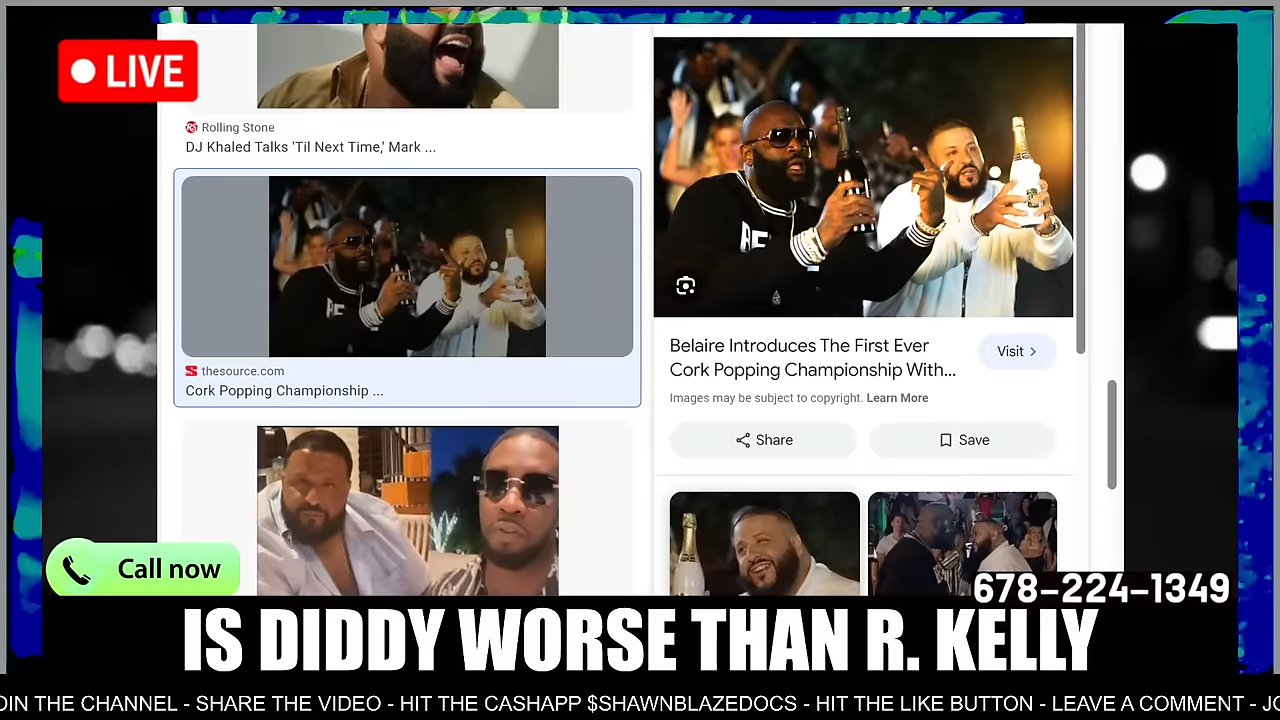 LIVE
Rolling Stone
DJ Khaled Talks 'Til Next Time,' Mark ...
thesource.com
Cork Popping Championship ...
BE
Belaire Introduces The First Ever
Cork Popping Championship With...
Visit
Images may be subject to copyright. Learn More
Share
Save
Call now
678-224-1349
IS DIDDY WORSE THAN R. KELLY
OIN THE CHANNEL - SHARE THE VIDEO - HIT THE CASHAPP $SHAWNBLAZEDOCS - HIT THE LIKE BUTTON - LEAVE A COMMENT - JO